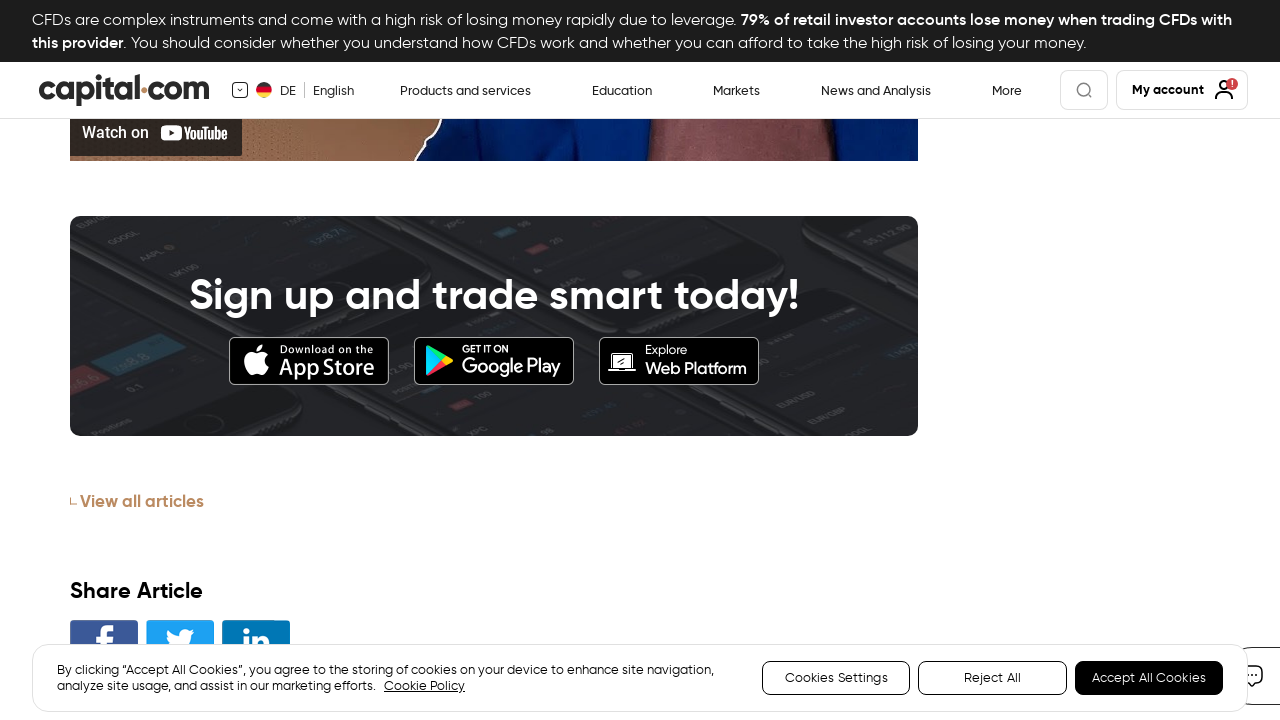 CFDs are complex instruments and come with a high risk of losing money rapidly due to leverage. 79% of retail investor accounts lose money when trading CFDs with
this provider. You should consider whether you understand how CFDs work and whether you can afford to take the high risk of losing your money.
capital.com
DE English Products and services Education Markets News and Analysis More My account !
Watch on YouTube
Sign up and trade smart today!
Download on the
App Store
GET IT ON
Google Play
Explore
Web Platform
View all articles
Share Article
f
in
By clicking “Accept All Cookies”, you agree to the storing of cookies on your device to enhance site navigation,
analyze site usage, and assist in our marketing efforts. Cookie Policy
Cookies Settings
Reject All
Accept All Cookies